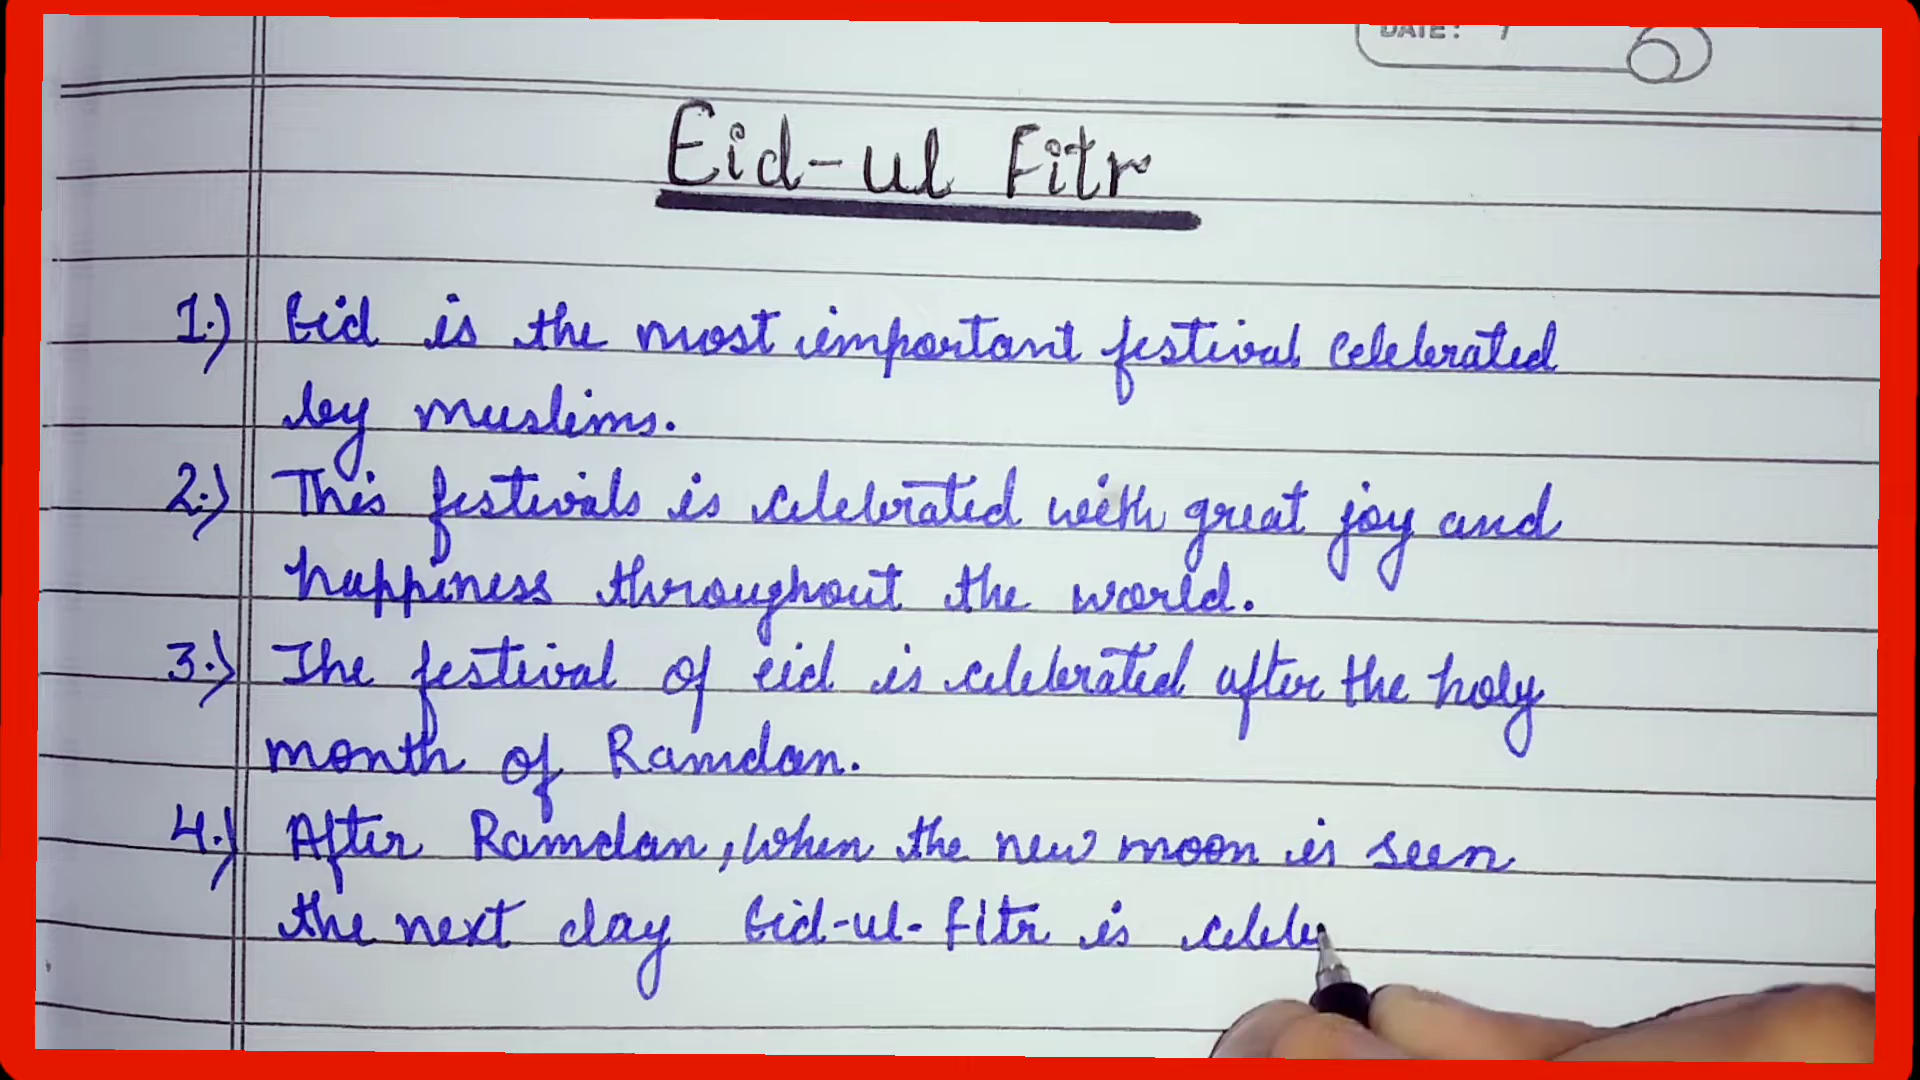 DATE: /
Eid-ul Fitr
1.) Eid is the most important festival celebrated
by muslims.
2.) This festivals is celebrated with great joy and
happiness throughout the world.
3.) The festival of eid is celebrated after the holy
month of Ramdan.
4.) After Ramdan, when the new moon is seen
the next day Eid-ul-Fitr is celeb